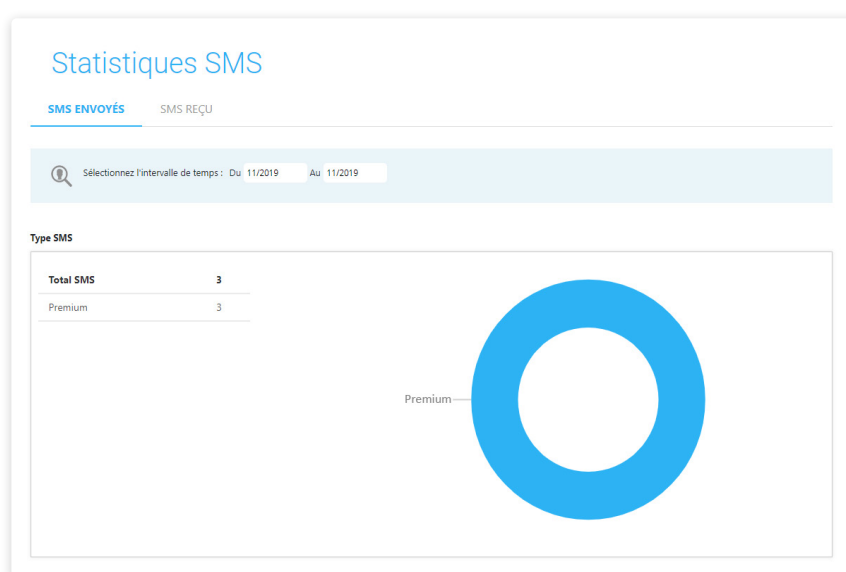 Statistiques SMS
SMS ENVOYÉS SMS REÇU
Sélectionnez l'intervalle de temps : Du 11/2019 Au 11/2019
Type SMS
Total SMS 3
Premium 3
Premium